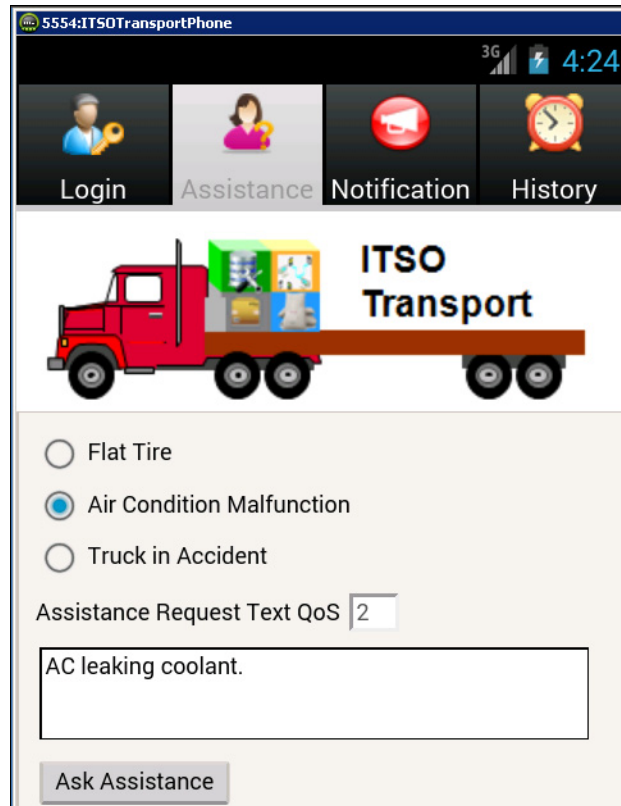 5554:ITSOTransportPhone
3G 4:24
Login Assistance Notification History
ITSO
Transport
Flat Tire
Air Condition Malfunction
Truck in Accident
Assistance Request Text QoS 2
AC leaking coolant.
Ask Assistance